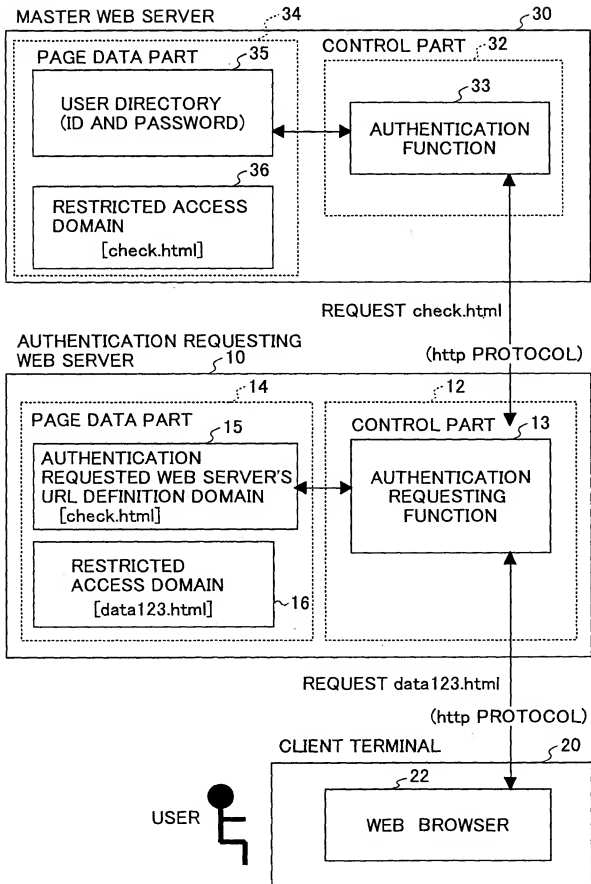 MASTER WEB SERVER
34
30
PAGE DATA PART
35
CONTROL PART
32
USER DIRECTORY
(ID AND PASSWORD)
33
AUTHENTICATION
FUNCTION
36
RESTRICTED ACCESS
DOMAIN
[check.html]
REQUEST check.html
(http PROTOCOL)
AUTHENTICATION REQUESTING
WEB SERVER
10
14
12
PAGE DATA PART
15
CONTROL PART
13
AUTHENTICATION
REQUESTED WEB SERVER'S
URL DEFINITION DOMAIN
[check.html]
AUTHENTICATION
REQUESTING
FUNCTION
RESTRICTED
ACCESS DOMAIN
[data123.html]
16
REQUEST data123.html
(http PROTOCOL)
CLIENT TERMINAL
20
22
USER
WEB BROWSER